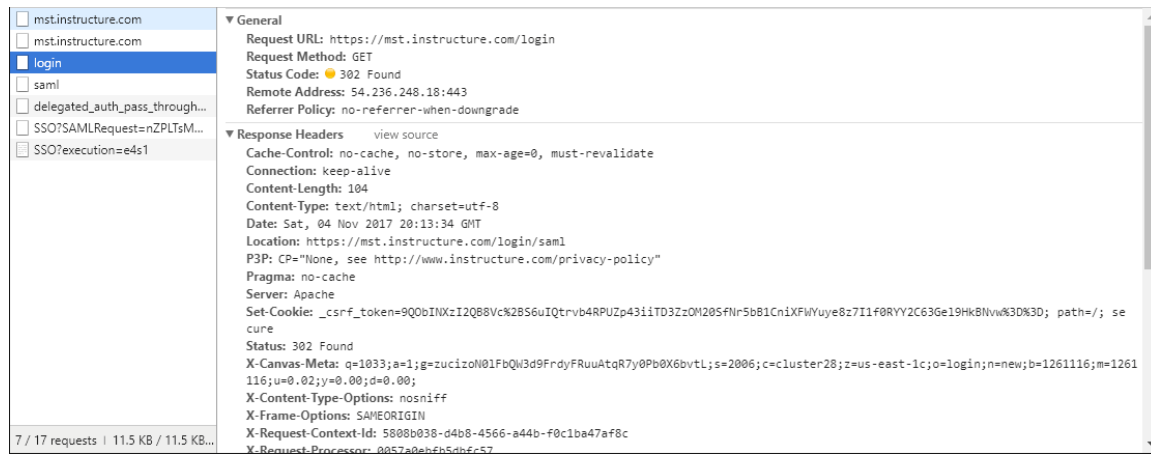 mst.instructure.com
mst.instructure.com
login
saml
delegated_auth_pass_through...
SSO?SAMLRequest=nZPLTsM...
SSO?execution=e4s1
7 / 17 requests | 11.5 KB / 11.5 KB...
General
Request URL: https://mst.instructure.com/login
Request Method: GET
Status Code: 302 Found
Remote Address: 54.236.248.18:443
Referrer Policy: no-referrer-when-downgrade
Response Headers view source
Cache-Control: no-cache, no-store, max-age=0, must-revalidate
Connection: keep-alive
Content-Length: 104
Content-Type: text/html; charset=utf-8
Date: Sat, 04 Nov 2017 20:13:34 GMT
Location: https://mst.instructure.com/login/saml
P3P: CP="None, see http://www.instructure.com/privacy-policy"
Pragma: no-cache
Server: Apache
Set-Cookie: _csrf_token=9QObINXzI2QB8Vc%2BS6uIQtrvb4RPUZp43iiTD3ZzOM20SfNr5bB1CniXFWYuye8z7I1f0RYY2C63Gel9HkBNvw%3D%3D; path=/; se
cure
Status: 302 Found
X-Canvas-Meta: q=1033;a=1;g=zucizoN0lFbQW3d9FrdyFRuuAtqR7y0Pb0X6bvtL;s=2006;c=cluster28;z=us-east-1c;o=login;n=new;b=1261116;m=1261
116;u=0.02;y=0.00;d=0.00;
X-Content-Type-Options: nosniff
X-Frame-Options: SAMEORIGIN
X-Request-Context-Id: 5808b038-d4b8-4566-a44b-f0c1ba47af8c
X-Request-Processor: 0057a0ebfb5dbfc57